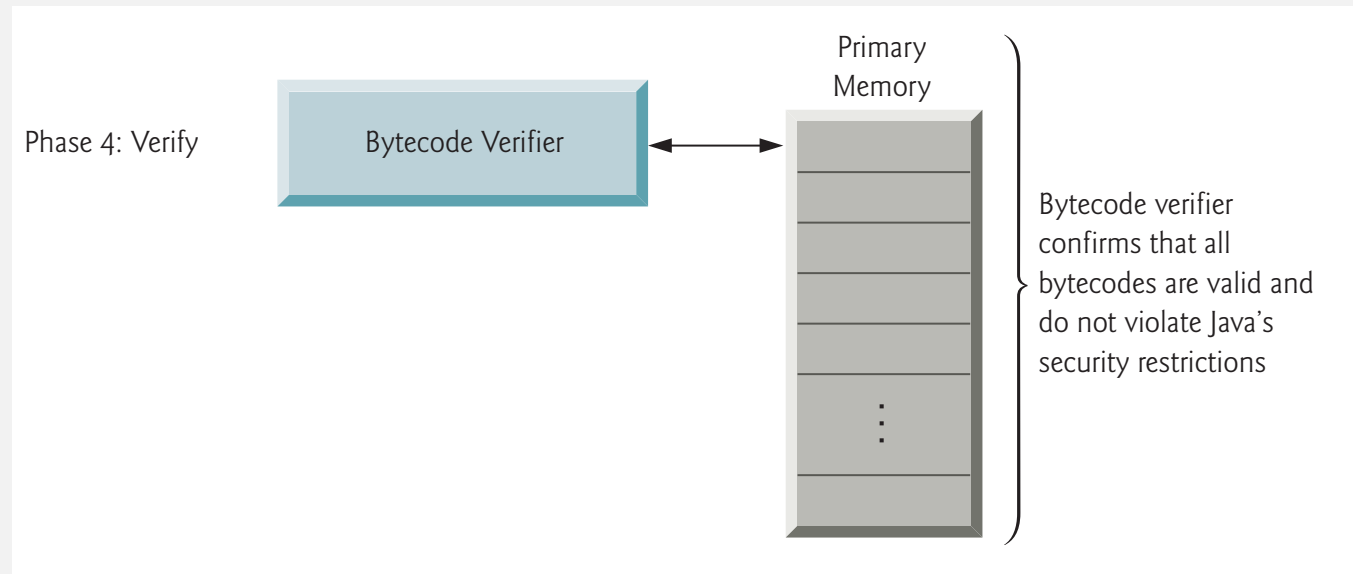 Phase 4: Verify
Bytecode Verifier
Primary
Memory
Bytecode verifier
confirms that all
bytecodes are valid and
do not violate Java’s
security restrictions